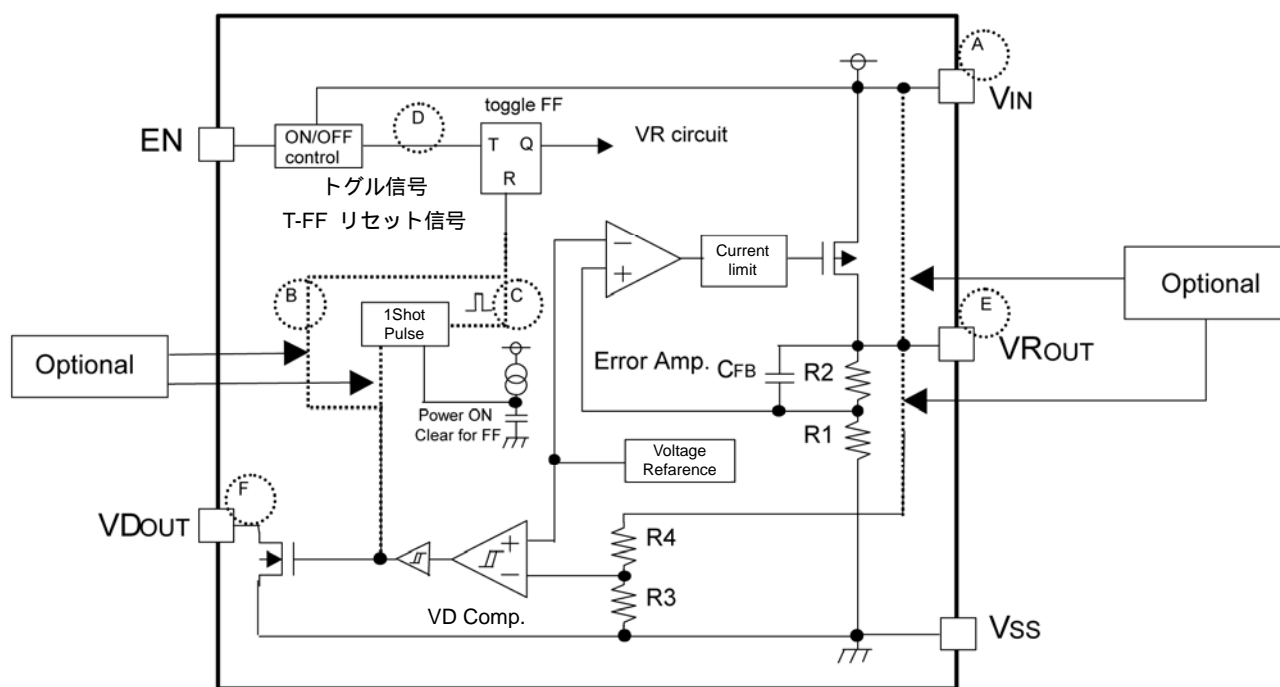 A
VIN
toggle FF
D
EN
ON/OFF
control
T Q
R
VR circuit
トグル信号
T-FF リセット信号
Current
limit
Optional
B
C
1Shot
Pulse
E
VROUT
Optional
Error Amp.
CFB
R2
Power ON
Clear for FF
R1
Voltage
Refarence
F
VDOUT
R4
R3
VD Comp.
VSS